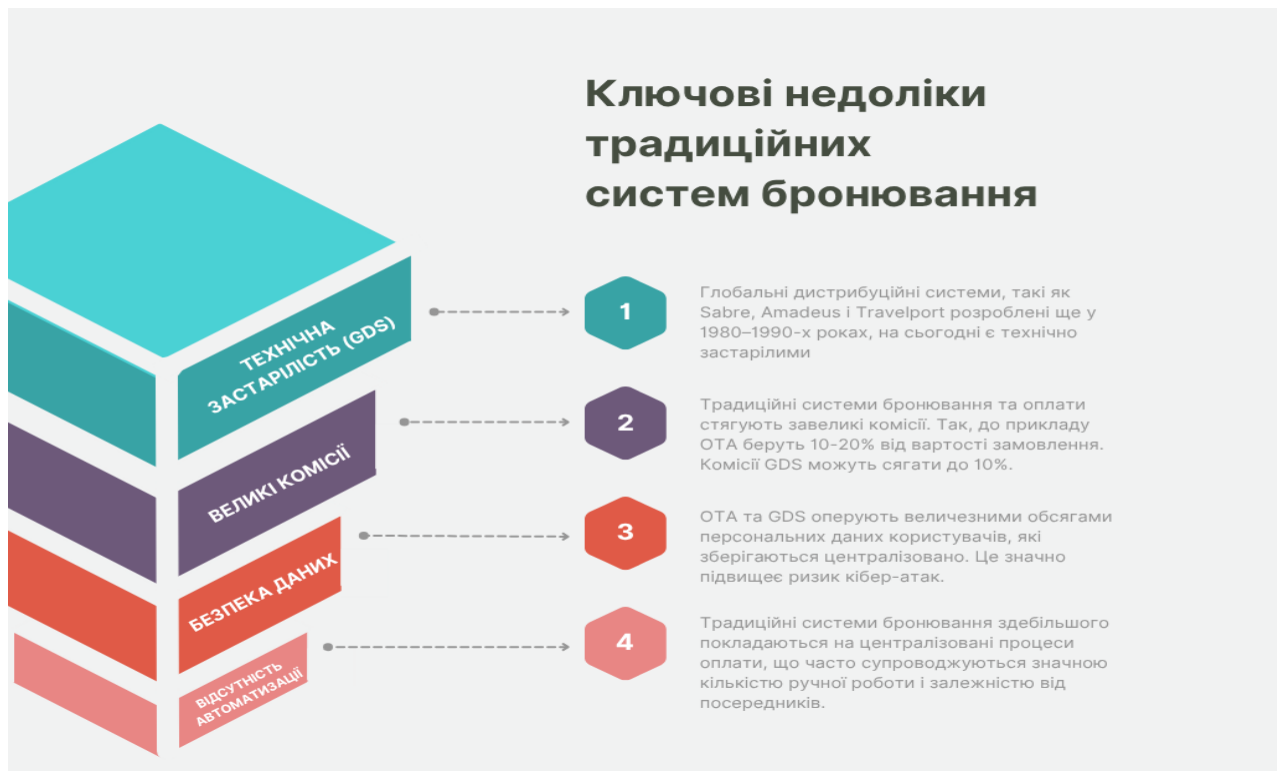 Ключові недоліки
традиційних
систем бронювання
ТЕХНІЧНА
ЗАСТАРІЛІСТЬ (GDS)
1
Глобальні дистрибуційні системи, такі як
Sabre, Amadeus і Travelport розроблені ще у
1980–1990-х роках, на сьогодні є технічно
застарілими
ВЕЛИКІ КОМІСІЇ
2
Традиційні системи бронювання та оплати
стягують завеликі комісії. Так, до прикладу
ОТА беруть 10-20% від вартості замовлення.
Комісії GDS можуть сягати до 10%.
БЕЗПЕКА ДАНИХ
3
ОТА та GDS оперують величезними обсягами
персональних даних користувачів, які
зберігаються централізовано. Це значно
підвищеє ризик кібер-атак.
ВІДСУТНІСТЬ
АВТОМАТИЗАЦІЇ
4
Традиційні системи бронювання здебільшого
покладаються на централізовані процеси
оплати, що часто супроводжуються значною
кількістю ручної роботи і залежністю від
посередників.